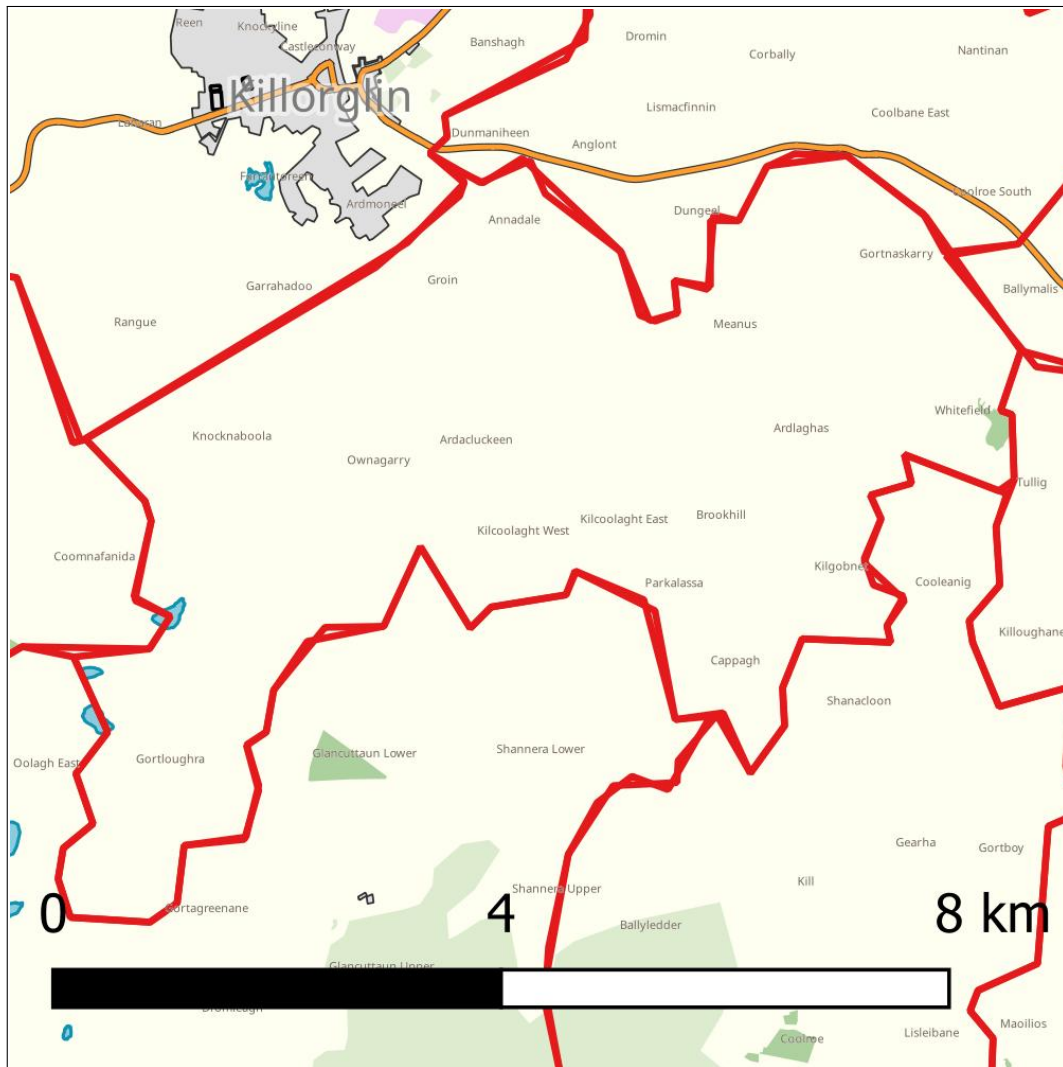 Reen
Knockyline
Castleconway
Banshagh
Dromin
Corbally
Nantinan
Killorglin
Lismacfinnin
Coolbane East
Dunmaniheen
Anglont
Ardmoneel
Annadale
Dungeel
Coolroe South
Gortnaskarry
Garrahadoo
Groin
Ballymalis
Rangue
Meanus
Whitefield
Knocknaboola
Ardacluckeen
Ardlaghas
Ownagarry
Tullig
Kilcoolaght West
Kilcoolaght East
Brookhill
Coomnafanida
Parkalassa
Kilgobnet
Cooleanig
Killoughane
Cappagh
Shanacloon
Oolagh East
Gortloughra
Glancuttaun Lower
Shannera Lower
Gearha
Gortboy
Kill
Shannera Upper
Gortagreenane
0
4
8 km
Ballyledder
Glancuttaun Upper
Maoilios
Lisleibane
Coolroe